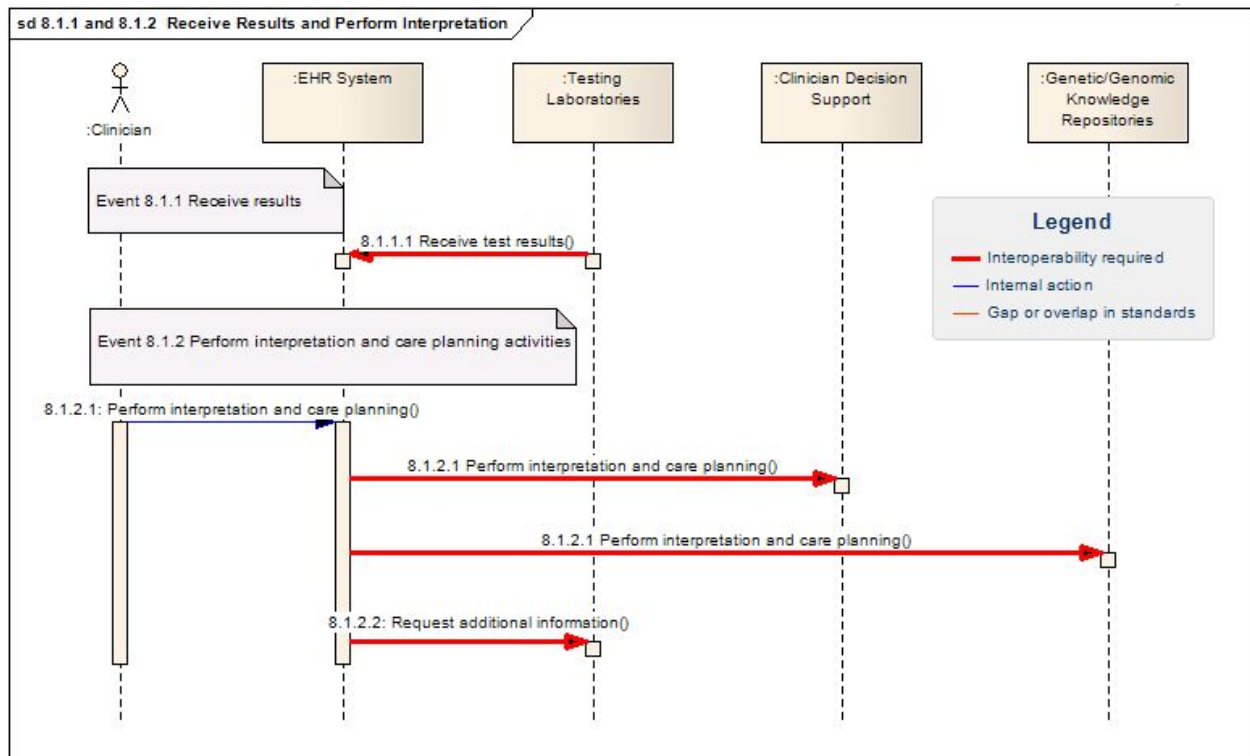 sd 8.1.1 and 8.1.2 Receive Results and Perform Interpretation
:Clinician
:EHR System
:Testing
Laboratories
:Clinician Decision
Support
:Genetic/Genomic
Knowledge
Repositories
Event 8.1.1 Receive results
8.1.1.1 Receive test results()
Legend
Interoperability required
Internal action
Gap or overlap in standards
Event 8.1.2 Perform interpretation and care planning activities
8.1.2.1: Perform interpretation and care planning()
8.1.2.1 Perform interpretation and care planning()
8.1.2.1 Perform interpretation and care planning()
8.1.2.2: Request additional information()